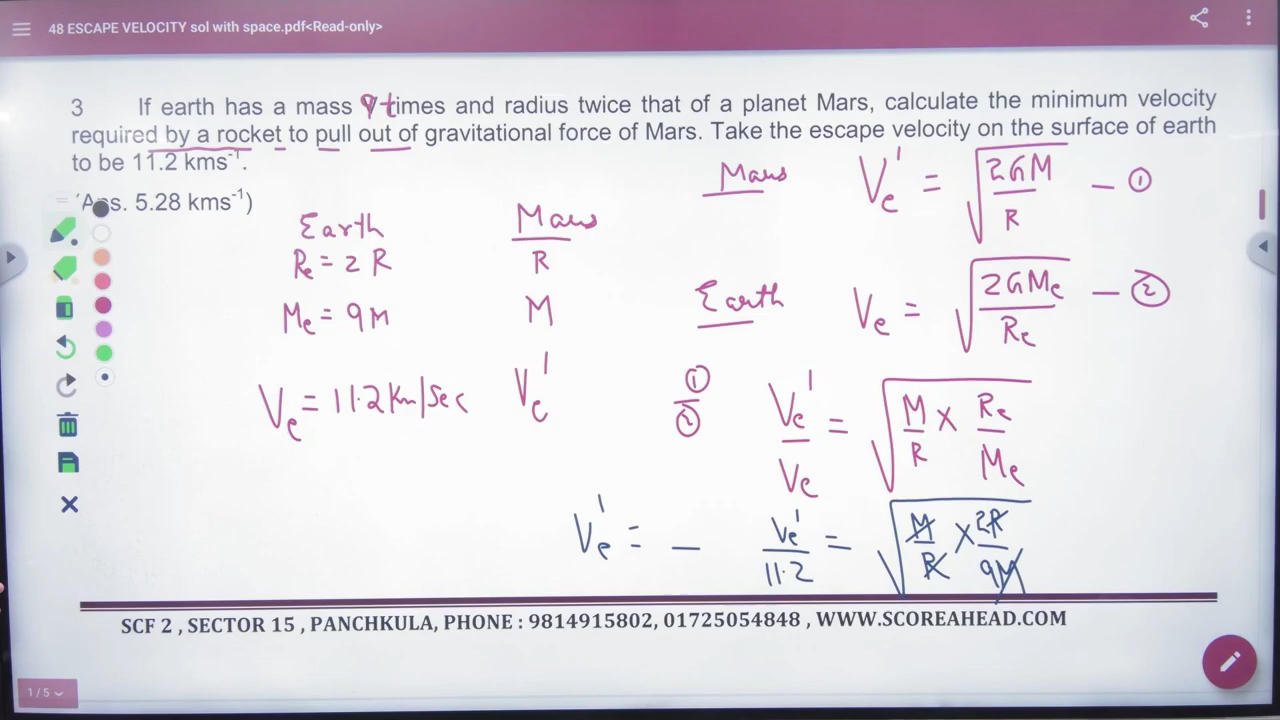 48 ESCAPE VELOCITY sol with space.pdf<Read-only>
3 If earth has a mass 9 times and radius twice that of a planet Mars, calculate the minimum velocity
required by a rocket to pull out of gravitational force of Mars. Take the escape velocity on the surface of earth
to be 11.2 kms⁻¹.
(Ans. 5.28 kms⁻¹)
Earth Mars
Re = 2 R R
Me = 9M M
Ve = 11.2 Km/Sec Ve'
Mars Ve' = √(2GM/R) — ①
Earth Ve = √(2GMe/Re) — ②
①/② Ve'/Ve = √(M/R × Re/Me)
Ve' = — Ve'/11.2 = √(M/R × 2R/9M)
SCF 2 , SECTOR 15 , PANCHKULA, PHONE : 9814915802, 01725054848 , WWW.SCOREAHEAD.COM
1 / 5